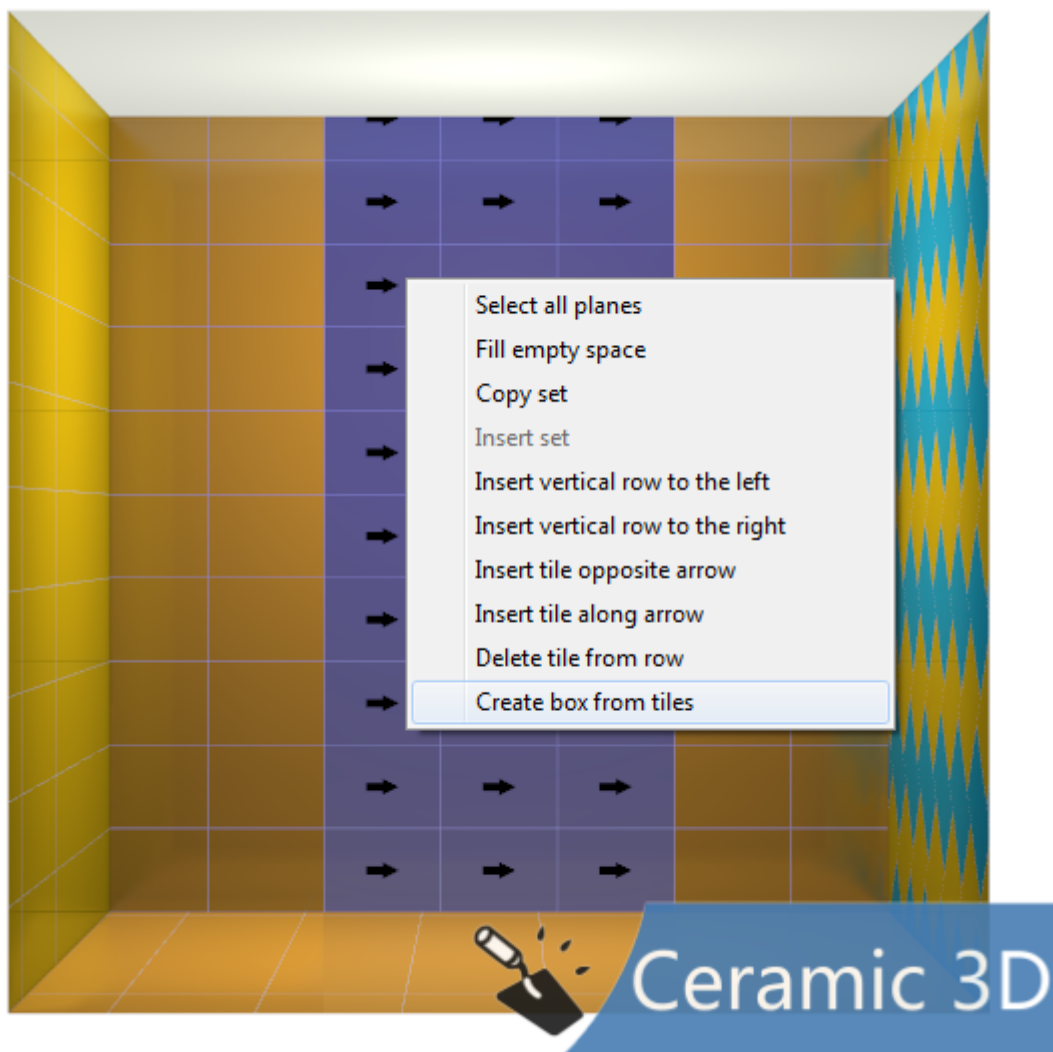 Select all planes
Fill empty space
Copy set
Insert set
Insert vertical row to the left
Insert vertical row to the right
Insert tile opposite arrow
Insert tile along arrow
Delete tile from row
Create box from tiles
Ceramic 3D